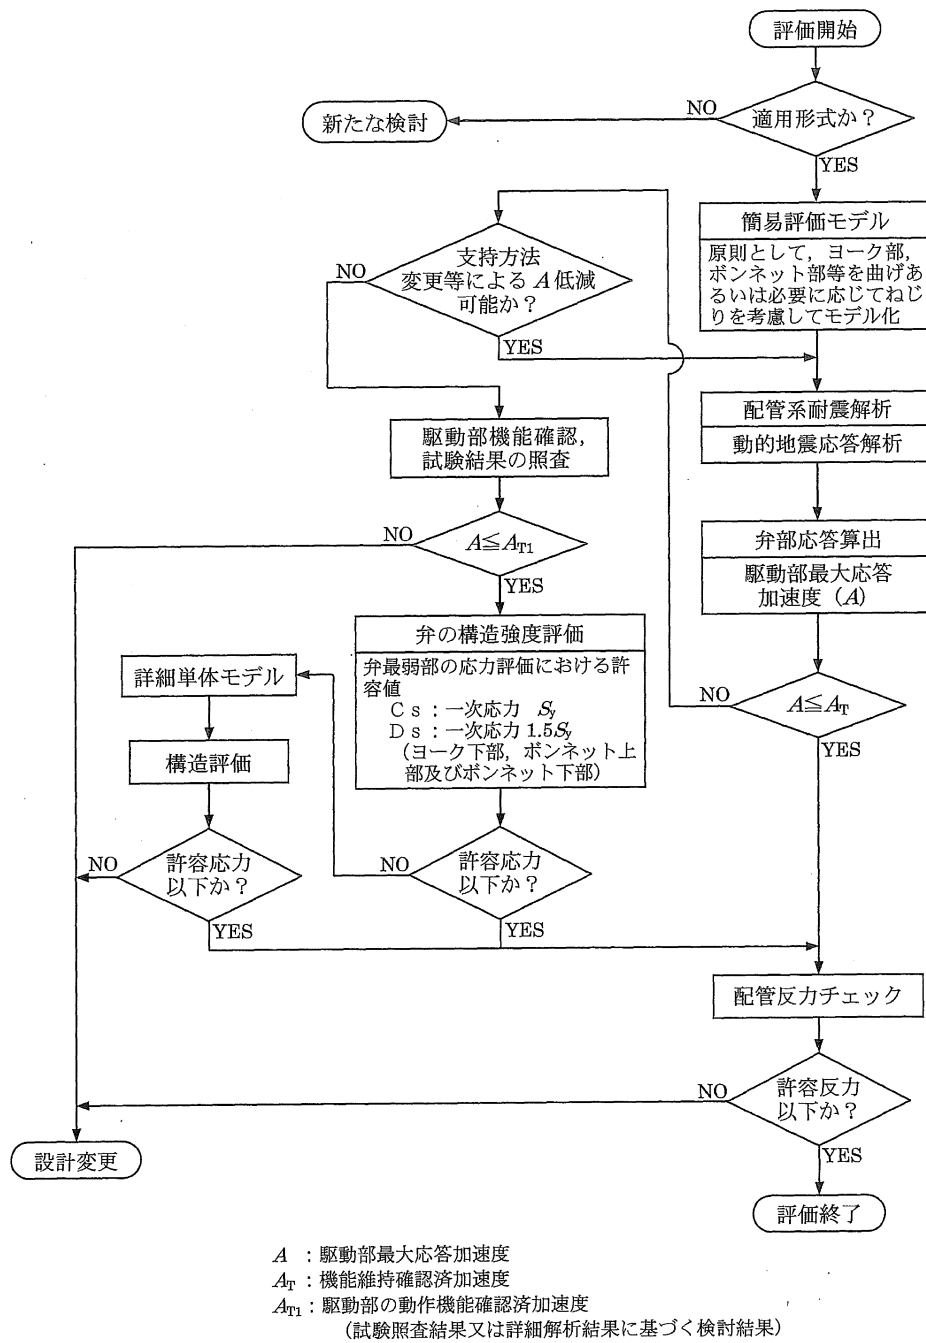 評価開始
適用形式か？
NO
新たな検討
YES
簡易評価モデル
原則として，ヨーク部，
ボンネット部等を曲げあ
るいは必要に応じてねじ
りを考慮してモデル化
支持方法
変更等による A 低減
可能か？
NO
YES
配管系耐震解析
動的地震応答解析
駆動部機能確認，
試験結果の照査
弁部応答算出
駆動部最大応答
加速度（A）
NO
A≦AT1
YES
NO
A≦AT
YES
弁の構造強度評価
弁最弱部の応力評価における許
容値
Ｃｓ：一次応力 Sy
Ｄｓ：一次応力 1.5Sy
（ヨーク下部，ボンネット上
部及びボンネット下部）
詳細単体モデル
構造評価
NO
許容応力
以下か？
YES
NO
許容応力
以下か？
YES
配管反力チェック
NO
許容反力
以下か？
YES
設計変更
評価終了
A ：駆動部最大応答加速度
AT：機能維持確認済加速度
AT1：駆動部の動作機能確認済加速度
（試験照査結果又は詳細解析結果に基づく検討結果）